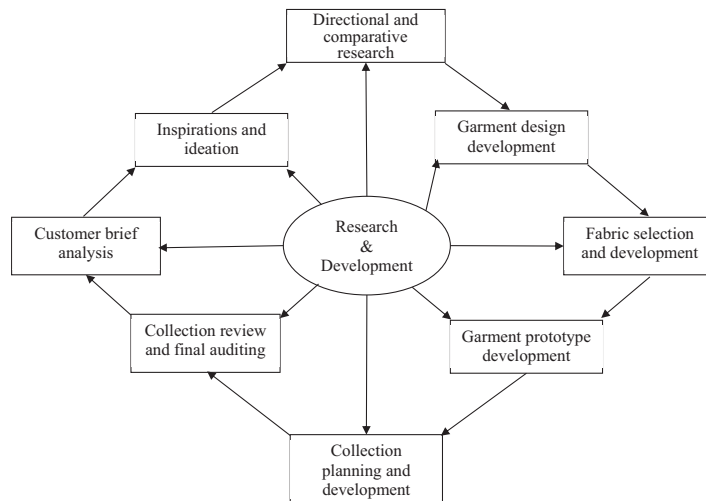 Directional and
comparative
research
Inspirations and
ideation
Garment design
development
Customer brief
analysis
Research
&
Development
Fabric selection
and development
Collection review
and final auditing
Garment prototype
development
Collection
planning and
development